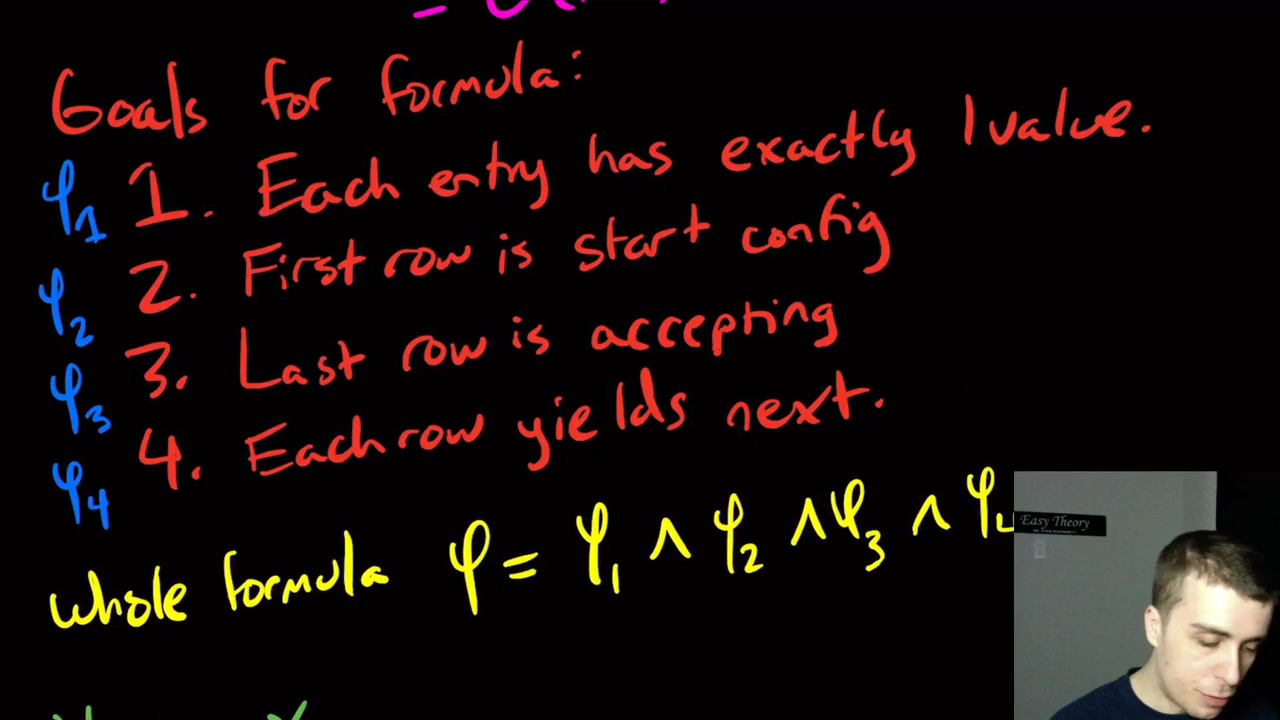 Goals for formula:
φ1 1. Each entry has exactly 1 value.
φ2 2. First row is start config
φ3 3. Last row is accepting
φ4 4. Each row yields next.
whole formula φ = φ1 ∧ φ2 ∧ φ3 ∧ φ4
Easy Theory